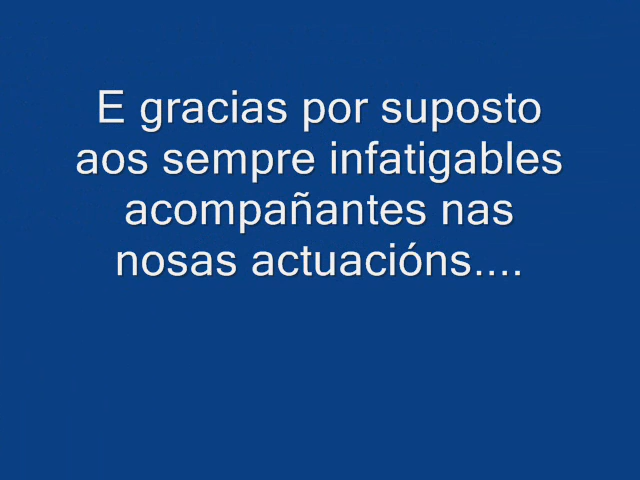 E gracias por suposto
aos sempre infatigables
acompañantes nas
nosas actuacións....